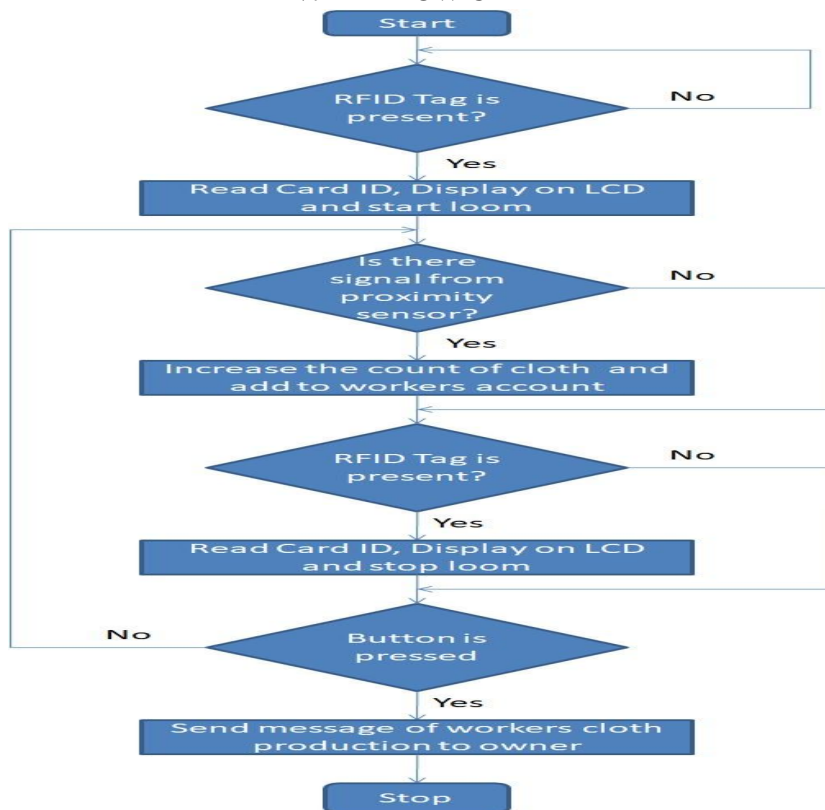 Start
RFID Tag is
present?
No
Yes
Read Card ID, Display on LCD
and start loom
Is there
signal from
proximity
sensor?
No
Yes
Increase the count of cloth and
add to workers account
RFID Tag is
present?
No
Yes
Read Card ID, Display on LCD
and stop loom
Button is
pressed
No
Yes
Send message of workers cloth
production to owner
Stop